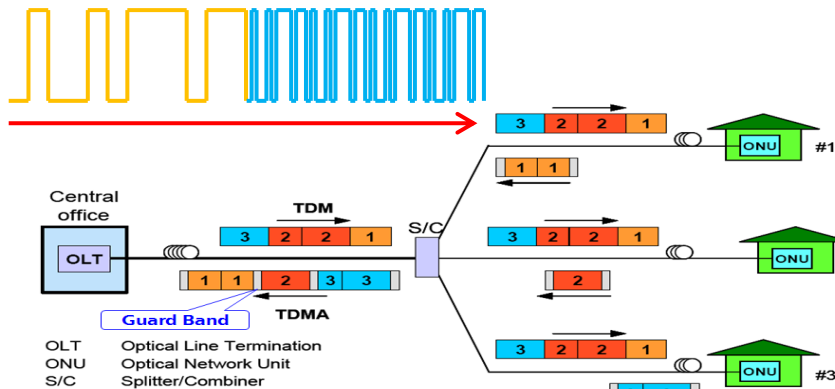 3 2 2 1
ONU
#1
1 1
Central
office
TDM
S/C
3 2 2 1
3 2 2 1
OLT
ONU
1 1 2 3 3
2
Guard Band
TDMA
OLT Optical Line Termination
3 2 2 1
ONU Optical Network Unit
ONU
#3
S/C Splitter/Combiner